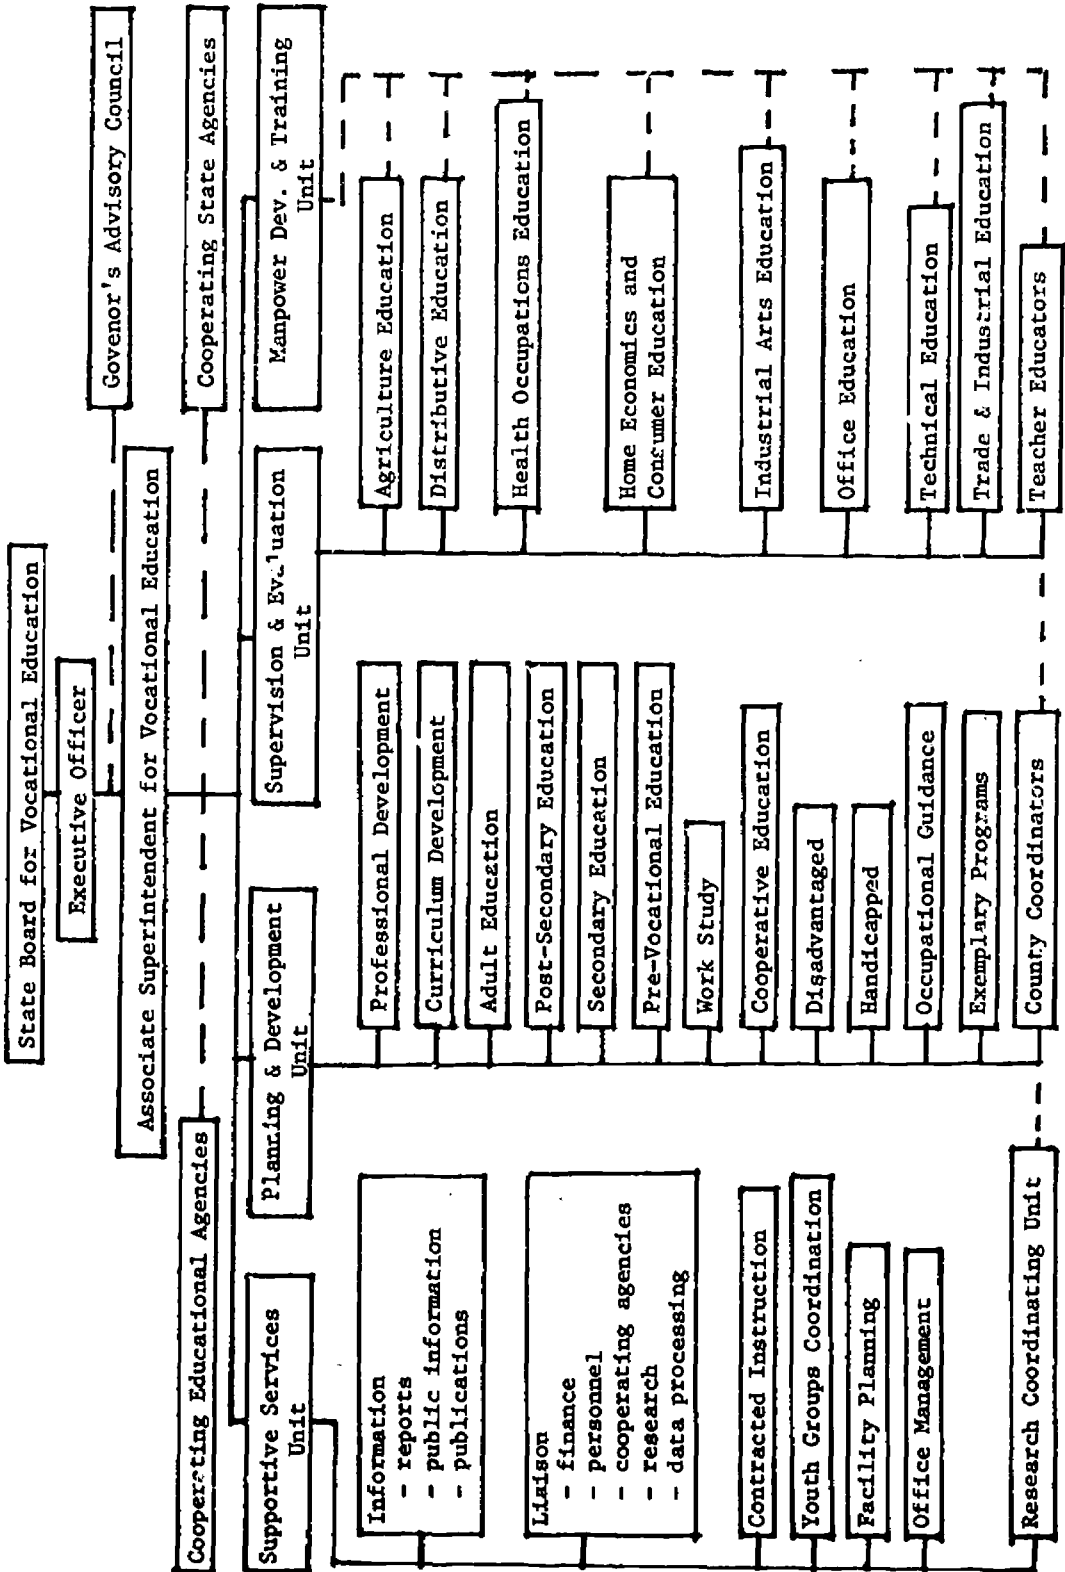 State Board for Vocational Education
Executive Officer
Govenor's Advisory Council
Associate Superintendent for Vocational Education
Cooperating Educational Agencies
Cooperating State Agencies
Supportive Services
Unit
Planning & Development
Unit
Supervision & Evaluation
Unit
Manpower Dev. & Training
Unit
Information
- reports
- public information
- publications
Liaison
- finance
- personnel
- cooperating agencies
- research
- data processing
Contracted Instruction
Youth Groups Coordination
Facility Planning
Office Management
Research Coordinating Unit
Professional Development
Curriculum Development
Adult Education
Post-Secondary Education
Secondary Education
Pre-Vocational Education
Work Study
Cooperative Education
Disadvantaged
Handicapped
Occupational Guidance
Exemplary Programs
County Coordinators
Agriculture Education
Distributive Education
Health Occupations Education
Home Economics and
Consumer Education
Industrial Arts Education
Office Education
Technical Education
Trade & Industrial Education
Teacher Educators